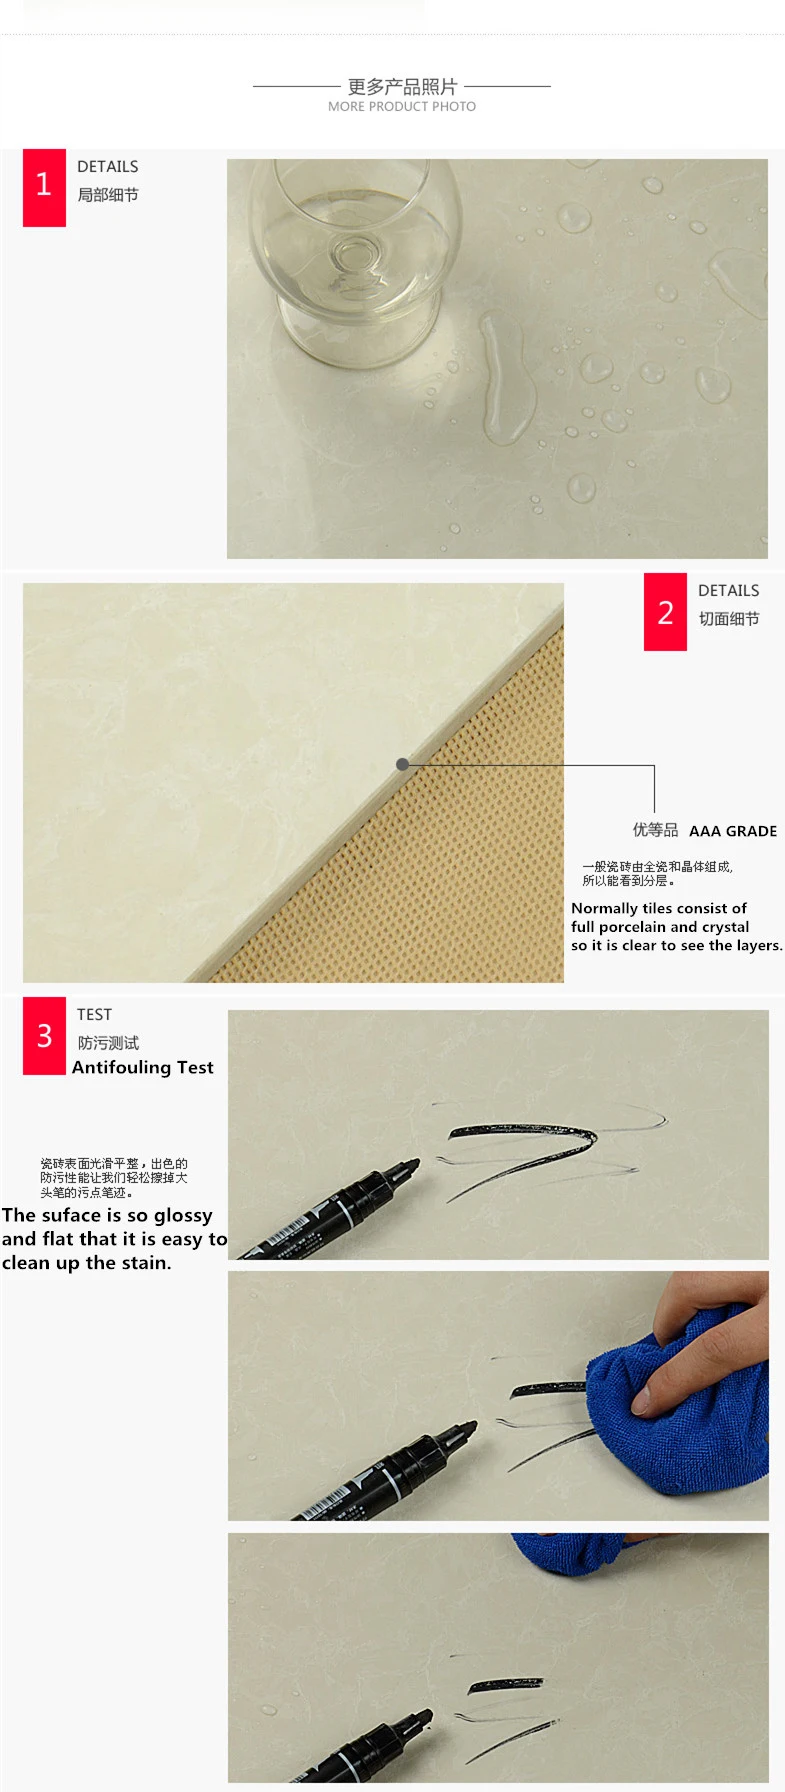 更多产品照片
MORE PRODUCT PHOTO
1
DETAILS
局部细节
2
DETAILS
切面细节
优等品 AAA GRADE
一般瓷砖由全瓷和晶体组成,
所以能看到分层。
Normally tiles consist of
full porcelain and crystal
so it is clear to see the layers.
3
TEST
防污测试
Antifouling Test
瓷砖表面光滑平整，出色的
防污性能让我们轻松擦掉大
头笔的污点笔迹。
The suface is so glossy
and flat that it is easy to
clean up the stain.